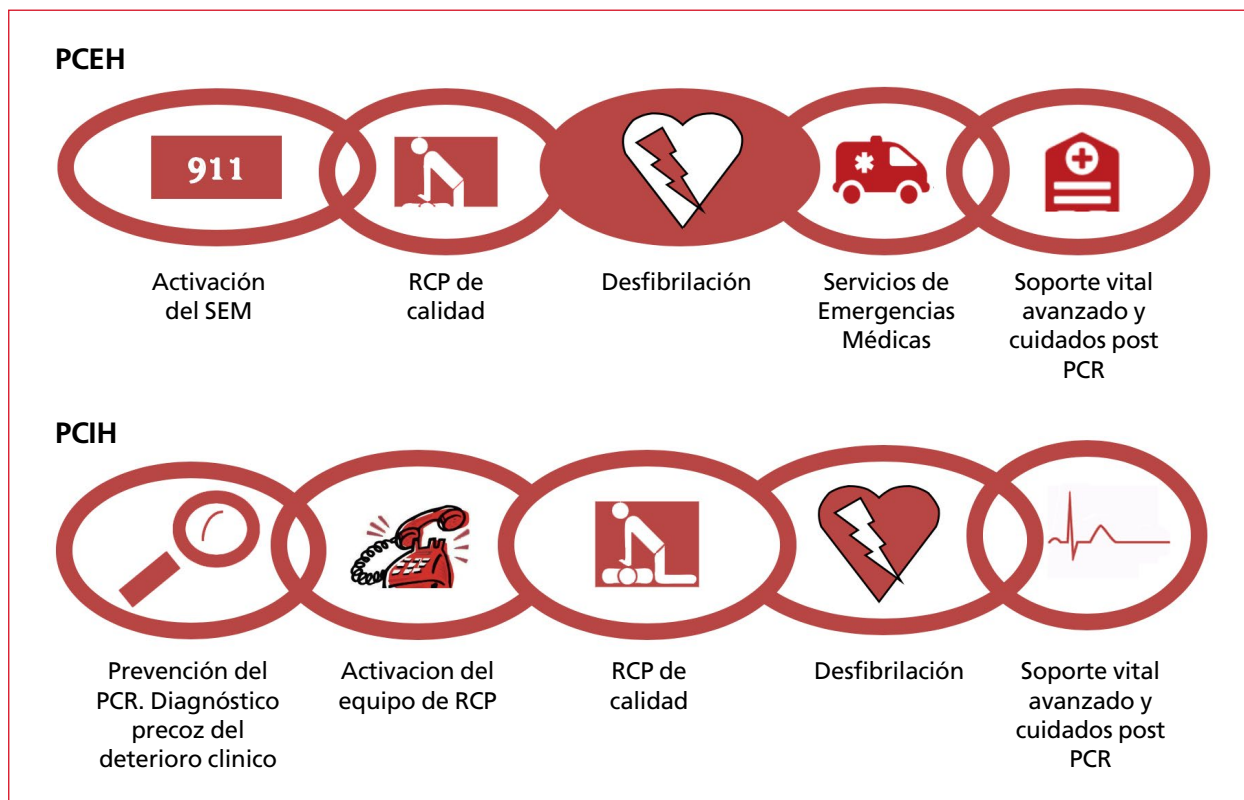 PCEH
911
Activación
del SEM
RCP de
calidad
Desfibrilación
Servicios de
Emergencias
Médicas
Soporte vital
avanzado y
cuidados post
PCR
PCIH
Prevención del
PCR. Diagnóstico
precoz del
deterioro clinico
Activacion del
equipo de RCP
RCP de
calidad
Desfibrilación
Soporte vital
avanzado y
cuidados post
PCR